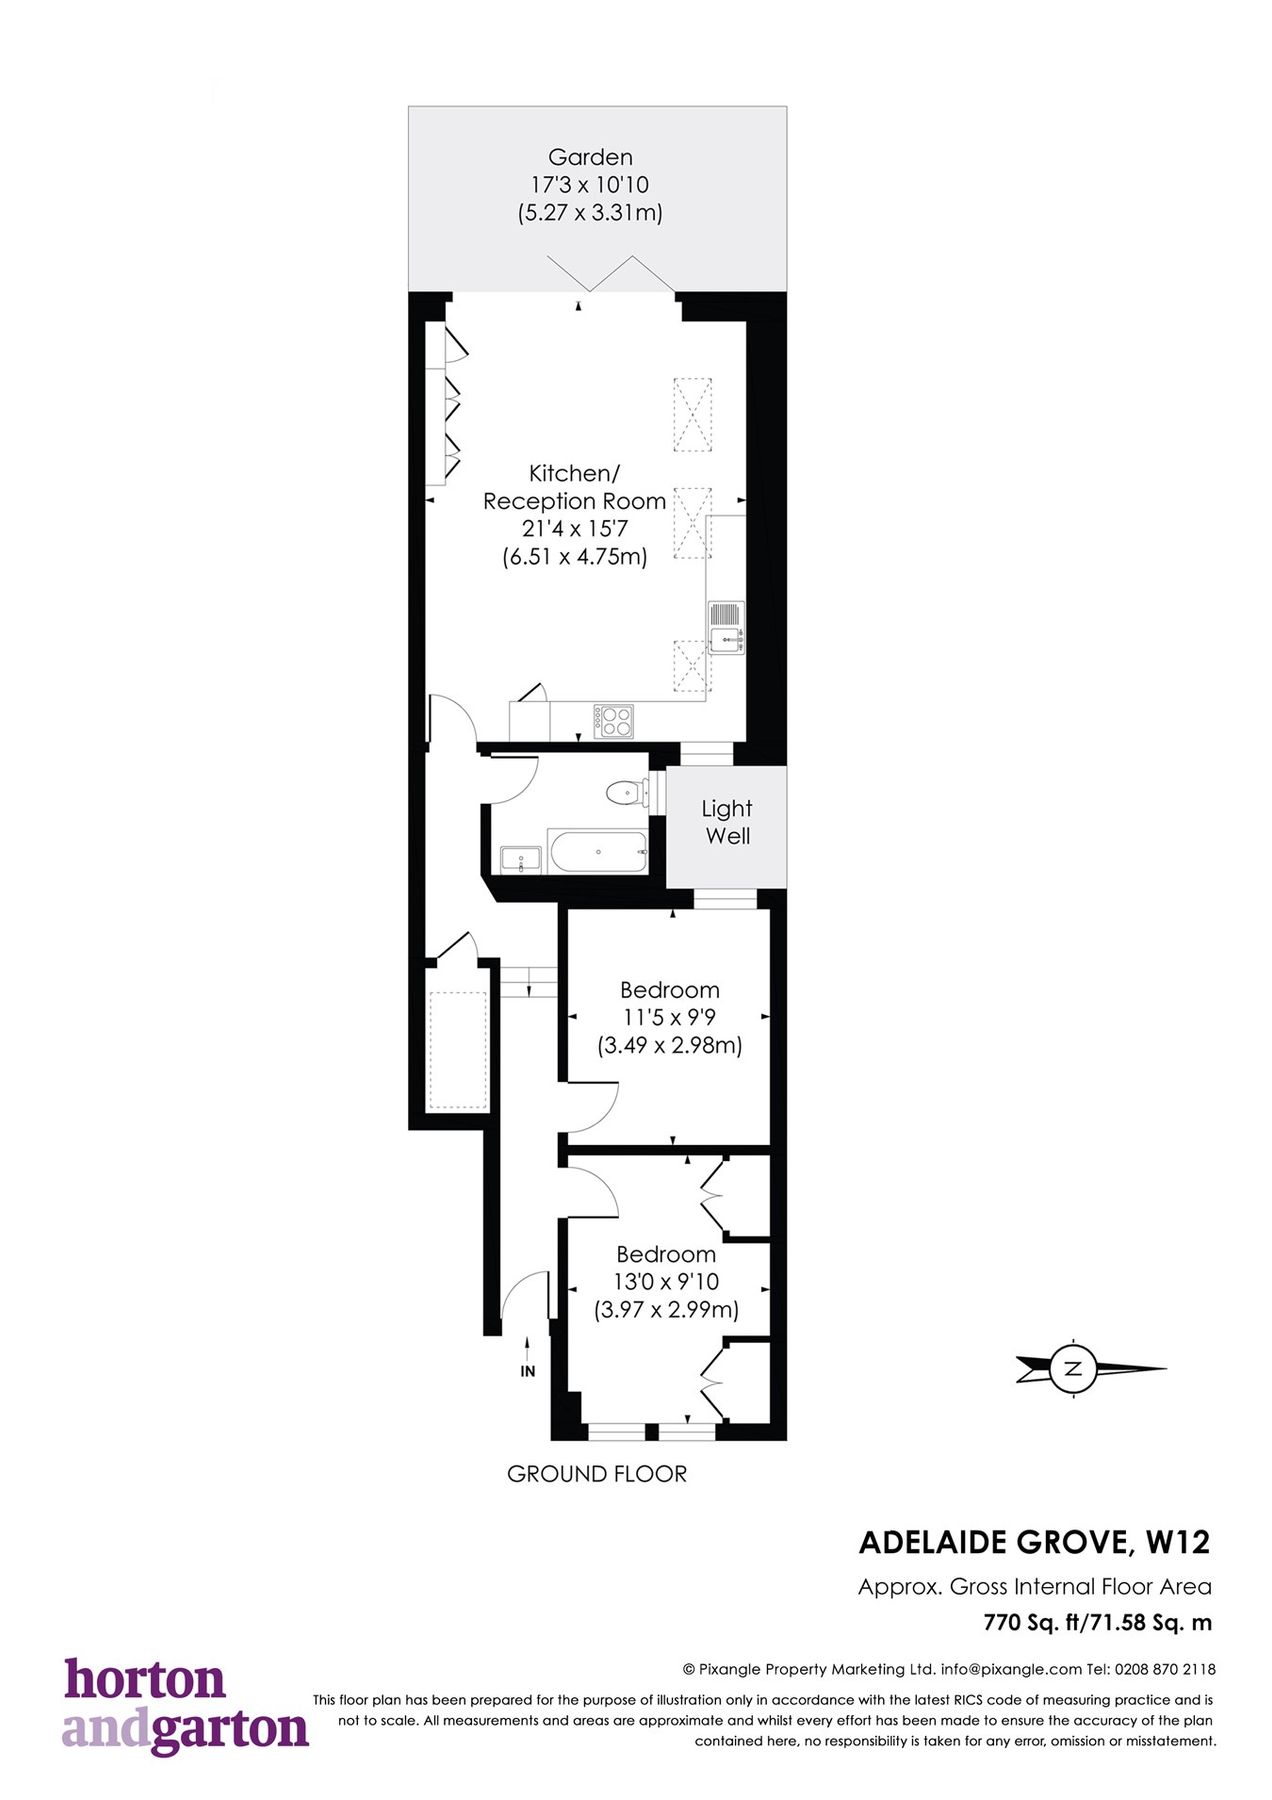 Garden
17'3 x 10'10
(5.27 x 3.31m)
Kitchen/
Reception Room
21'4 x 15'7
(6.51 x 4.75m)
Light
Well
Bedroom
11'5 x 9'9
(3.49 x 2.98m)
Bedroom
13'0 x 9'10
(3.97 x 2.99m)
IN
N
GROUND FLOOR
ADELAIDE GROVE, W12
Approx. Gross Internal Floor Area
770 Sq. ft/71.58 Sq. m
horton
andgarton
© Pixangle Property Marketing Ltd. info@pixangle.com Tel: 0208 870 2118
This floor plan has been prepared for the purpose of illustration only in accordance with the latest RICS code of measuring practice and is
not to scale. All measurements and areas are approximate and whilst every effort has been made to ensure the accuracy of the plan
contained here, no responsibility is taken for any error, omission or misstatement.